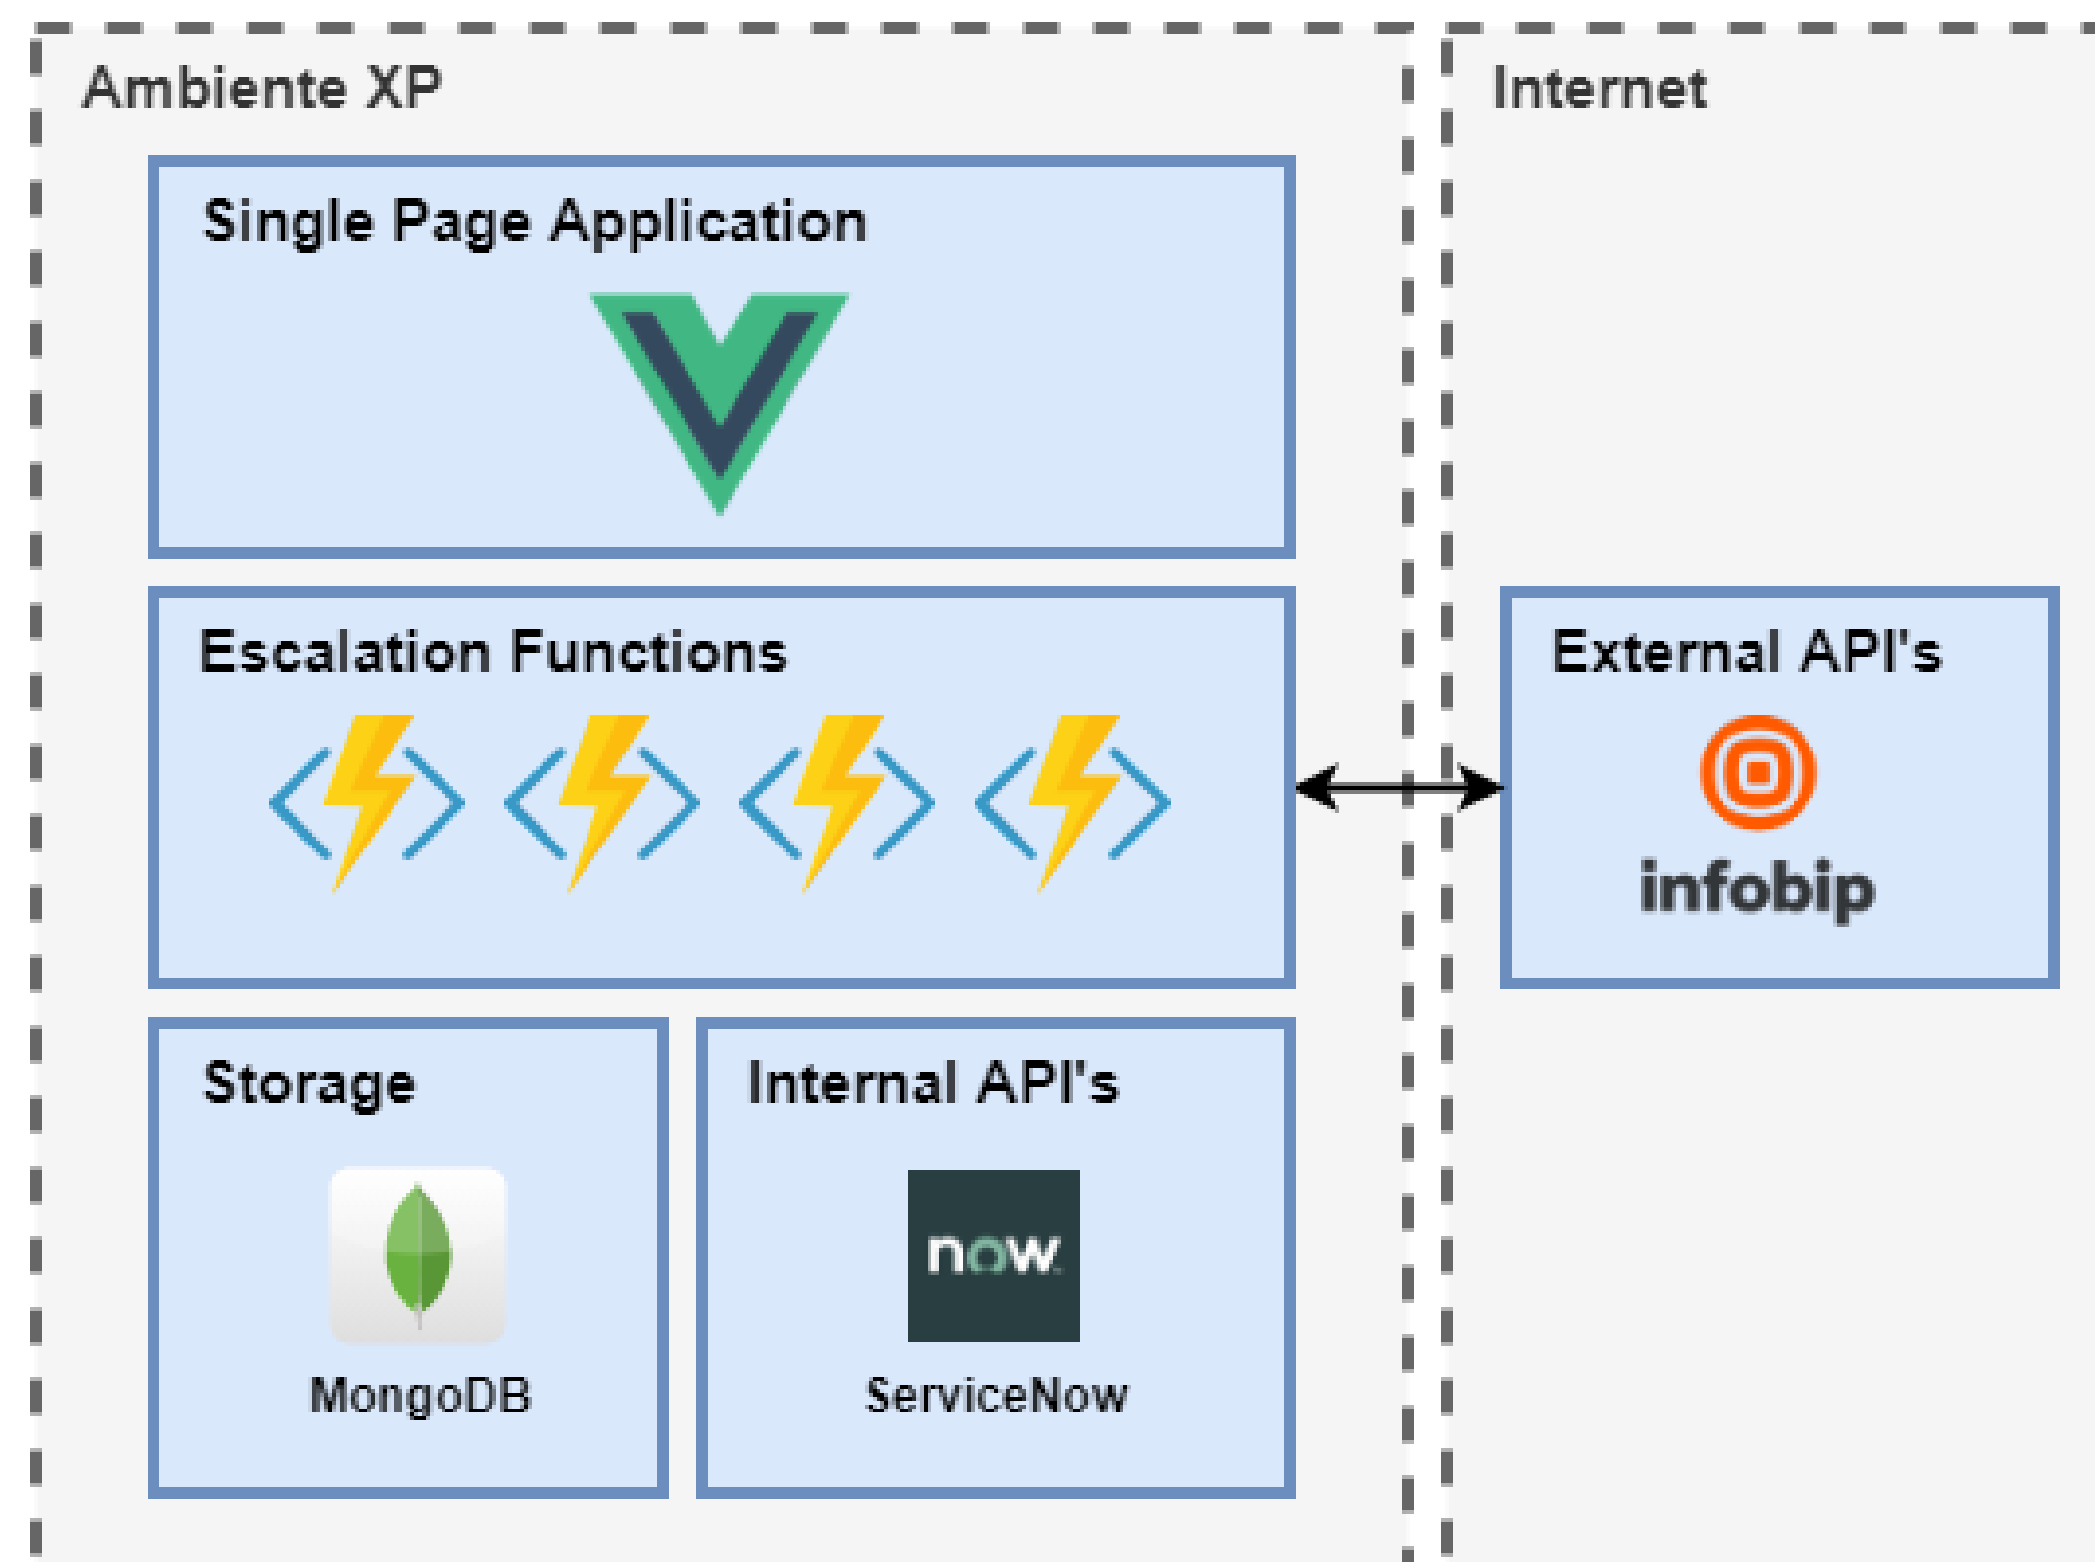 Ambiente XP
Internet
Single Page Application
Escalation Functions
External API's
infobip
Storage
Internal API's
now
MongoDB
ServiceNow